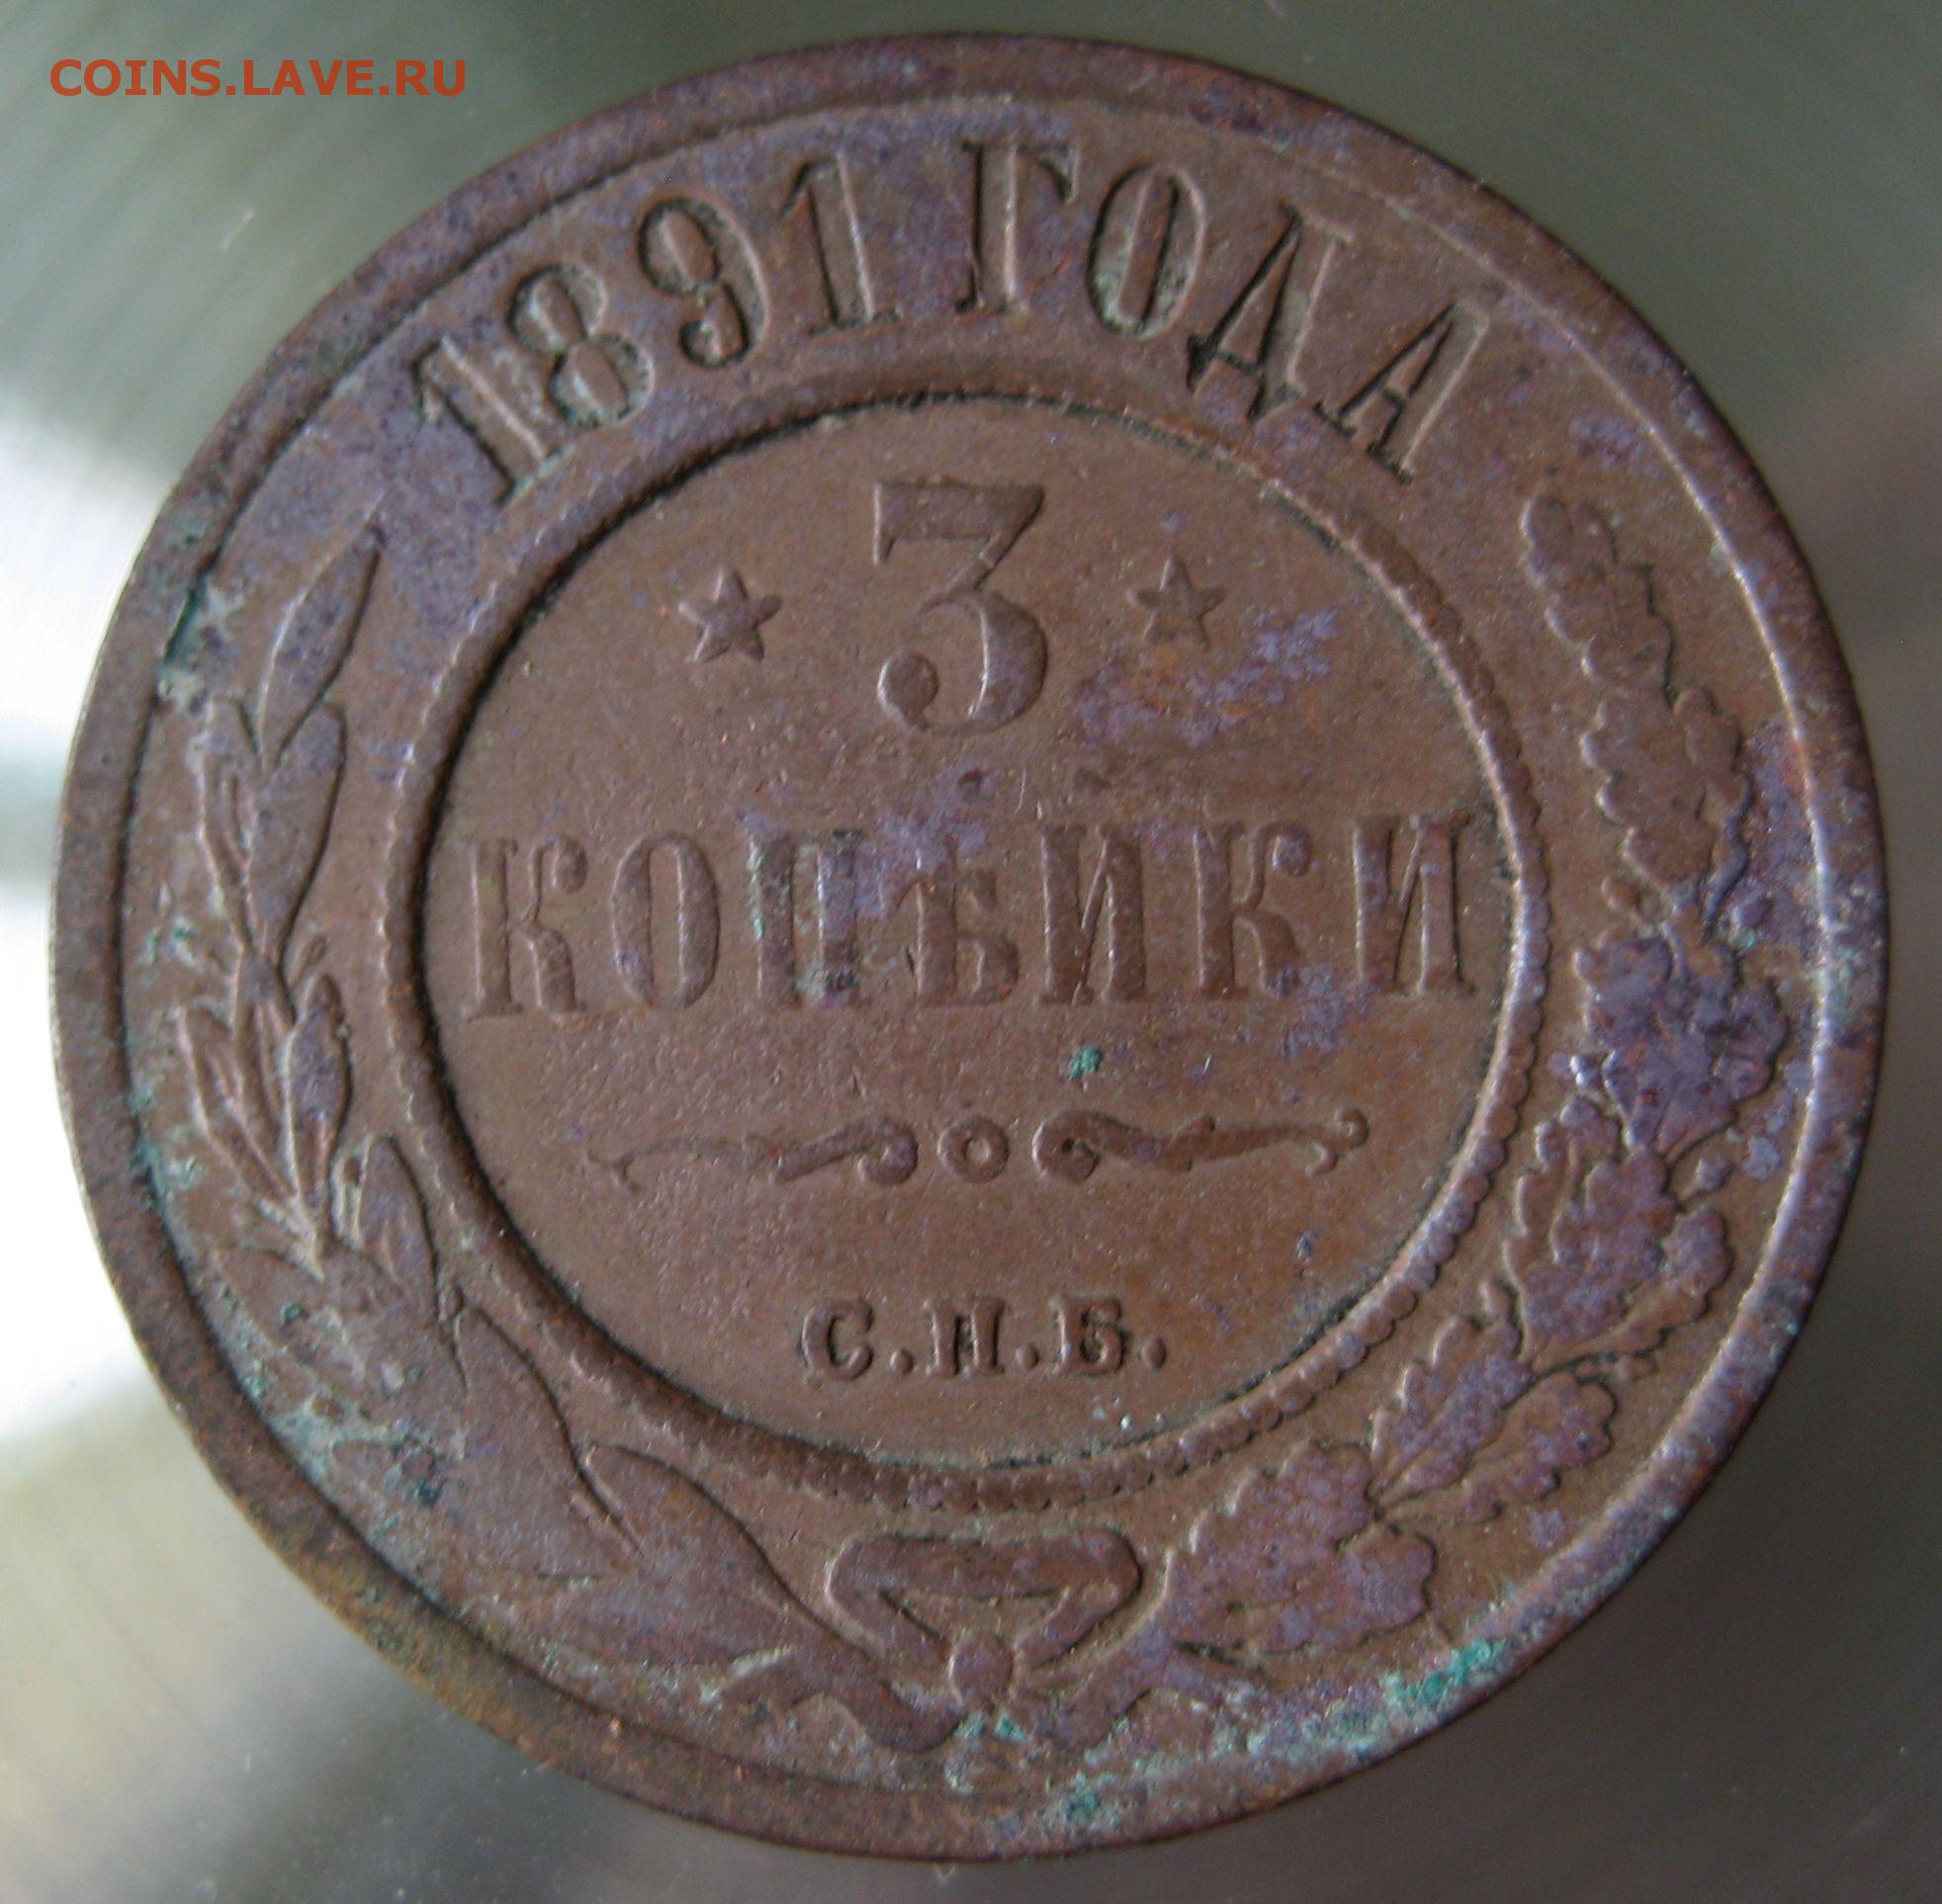 COINS.LAVE.RU
1891 ГОДА
3
КОПѢЙКИ
С.П.Б.